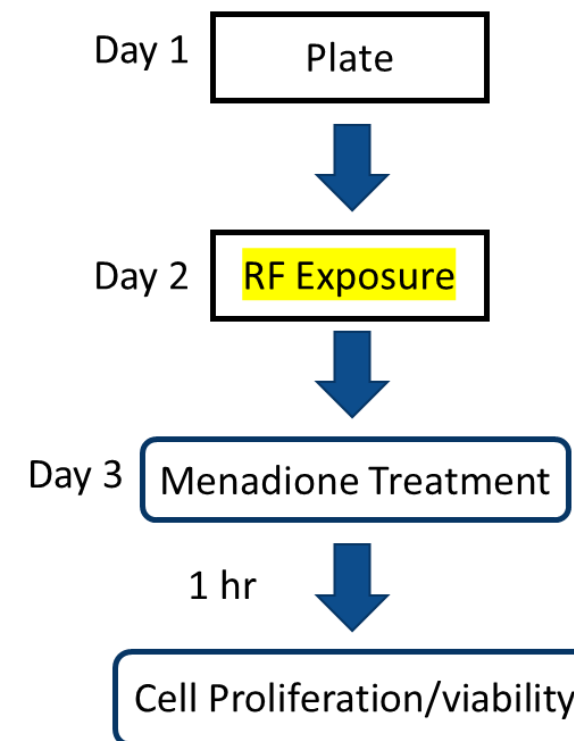 Day 1
Plate
Day 2
RF Exposure
Day 3
Menadione Treatment
1 hr
Cell Proliferation/viability